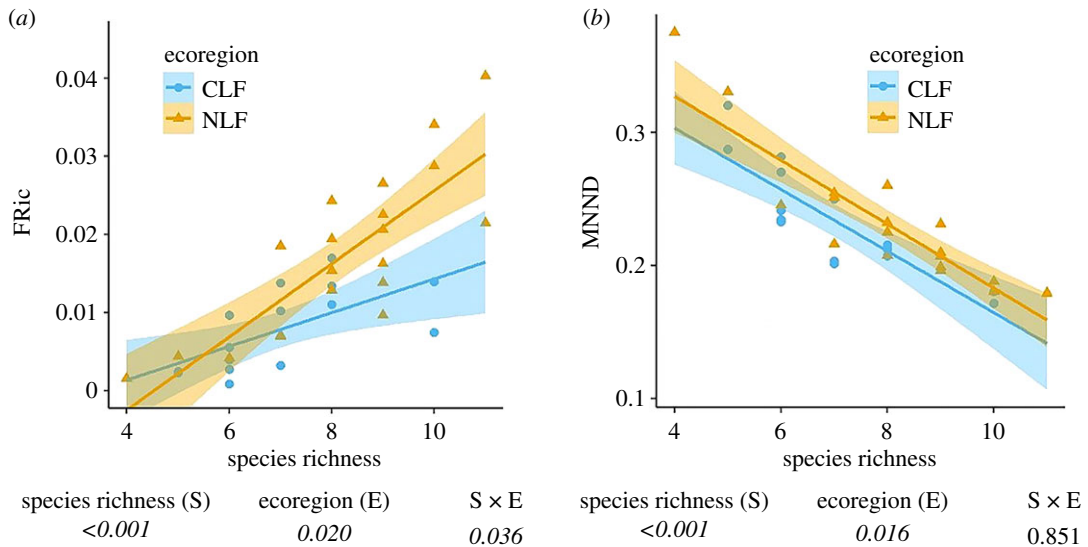 (a)
ecoregion
CLF
NLF
0.04
0.03
0.02
0.01
0
FRic
4 6 8 10
species richness
species richness (S) ecoregion (E) S × E
<0.001 0.020 0.036
(b)
ecoregion
CLF
NLF
0.3
0.2
0.1
MNND
4 6 8 10
species richness
species richness (S) ecoregion (E) S × E
<0.001 0.016 0.851